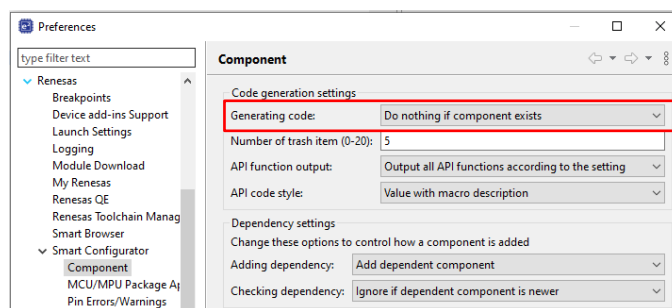 Preferences
type filter text
Component
Renesas
Breakpoints
Device add-ins Support
Launch Settings
Logging
Module Download
My Renesas
Renesas QE
Renesas Toolchain Manag
Smart Browser
Smart Configurator
Component
MCU/MPU Package
Pin Errors/Warnings
Code generation settings
Generating code: Do nothing if component exists
Number of trash item (0-20): 5
API function output: Output all API functions according to the setting
API code style: Value with macro description
Dependency settings
Change these options to control how a component is added
Adding dependency: Add dependent component
Checking dependency: Ignore if dependent component is newer